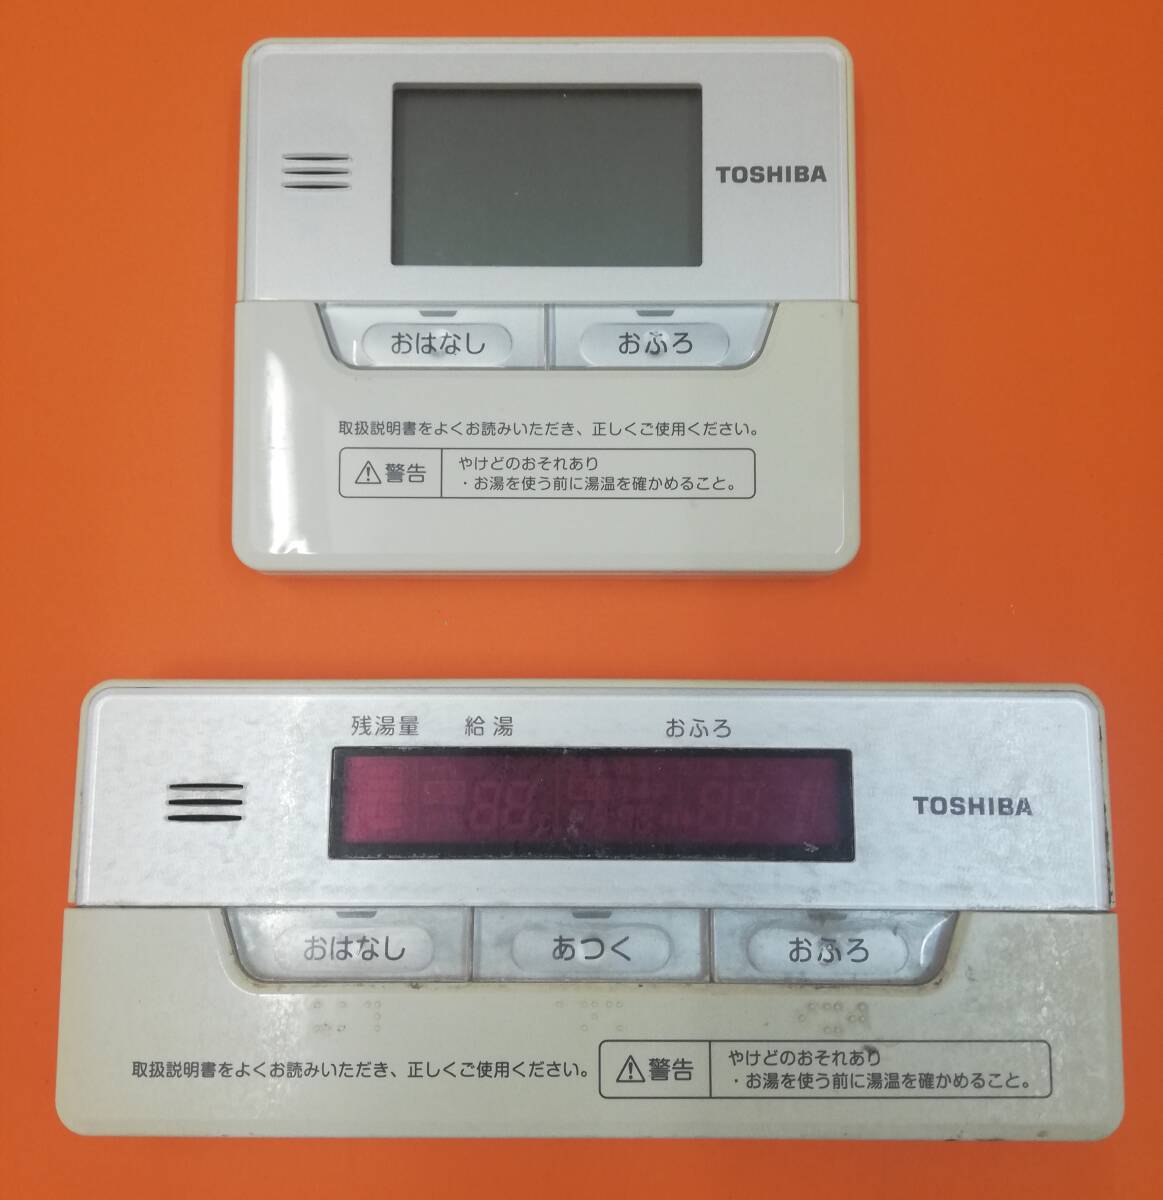 TOSHIBA
おはなし おふろ
取扱説明書をよくお読みいただき、正しくご使用ください。
⚠警告
やけどのおそれあり
・お湯を使う前に湯温を確かめること。
残湯量 給湯 おふろ
TOSHIBA
おはなし あつく おふろ
取扱説明書をよくお読みいただき、正しくご使用ください。
⚠警告
やけどのおそれあり
・お湯を使う前に湯温を確かめること。